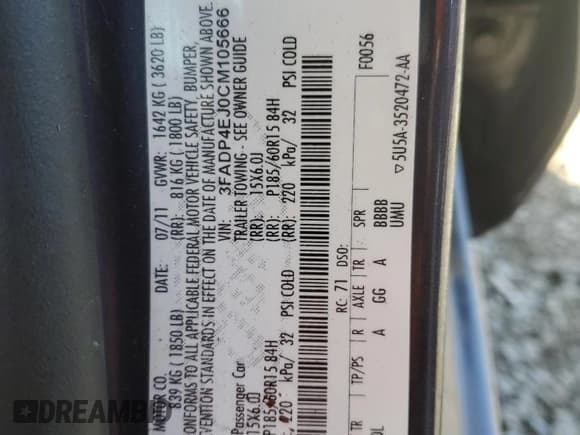 MOTOR CO. DATE: 07/11 GVWR: 1642 KG ( 3620 LB)
839 KG ( 1850 LB) (RR): 816 KG ( 1800 LB)
ONFORMS TO ALL APPLICABLE FEDERAL MOTOR VEHICLE SAFETY, BUMPER,
VENTION STANDARDS IN EFFECT ON THE DATE OF MANUFACTURE SHOWN ABOVE.
VIN: 3FADP4EJ0CM105666
Passenger Car TRAILER TOWING - SEE OWNER GUIDE
15X6.0J (RR): 15X6.0J
P185/60R15 84H (RR): P185/60R15 84H
220 kPa/ 32 PSI COLD (RR): 220 kPa/ 32 PSI COLD
RC: 71 DSO: F0056
TR TP/PS R AXLE TR SPR
A GG A BBBB
UMU
▽5U5A-3520472-AA